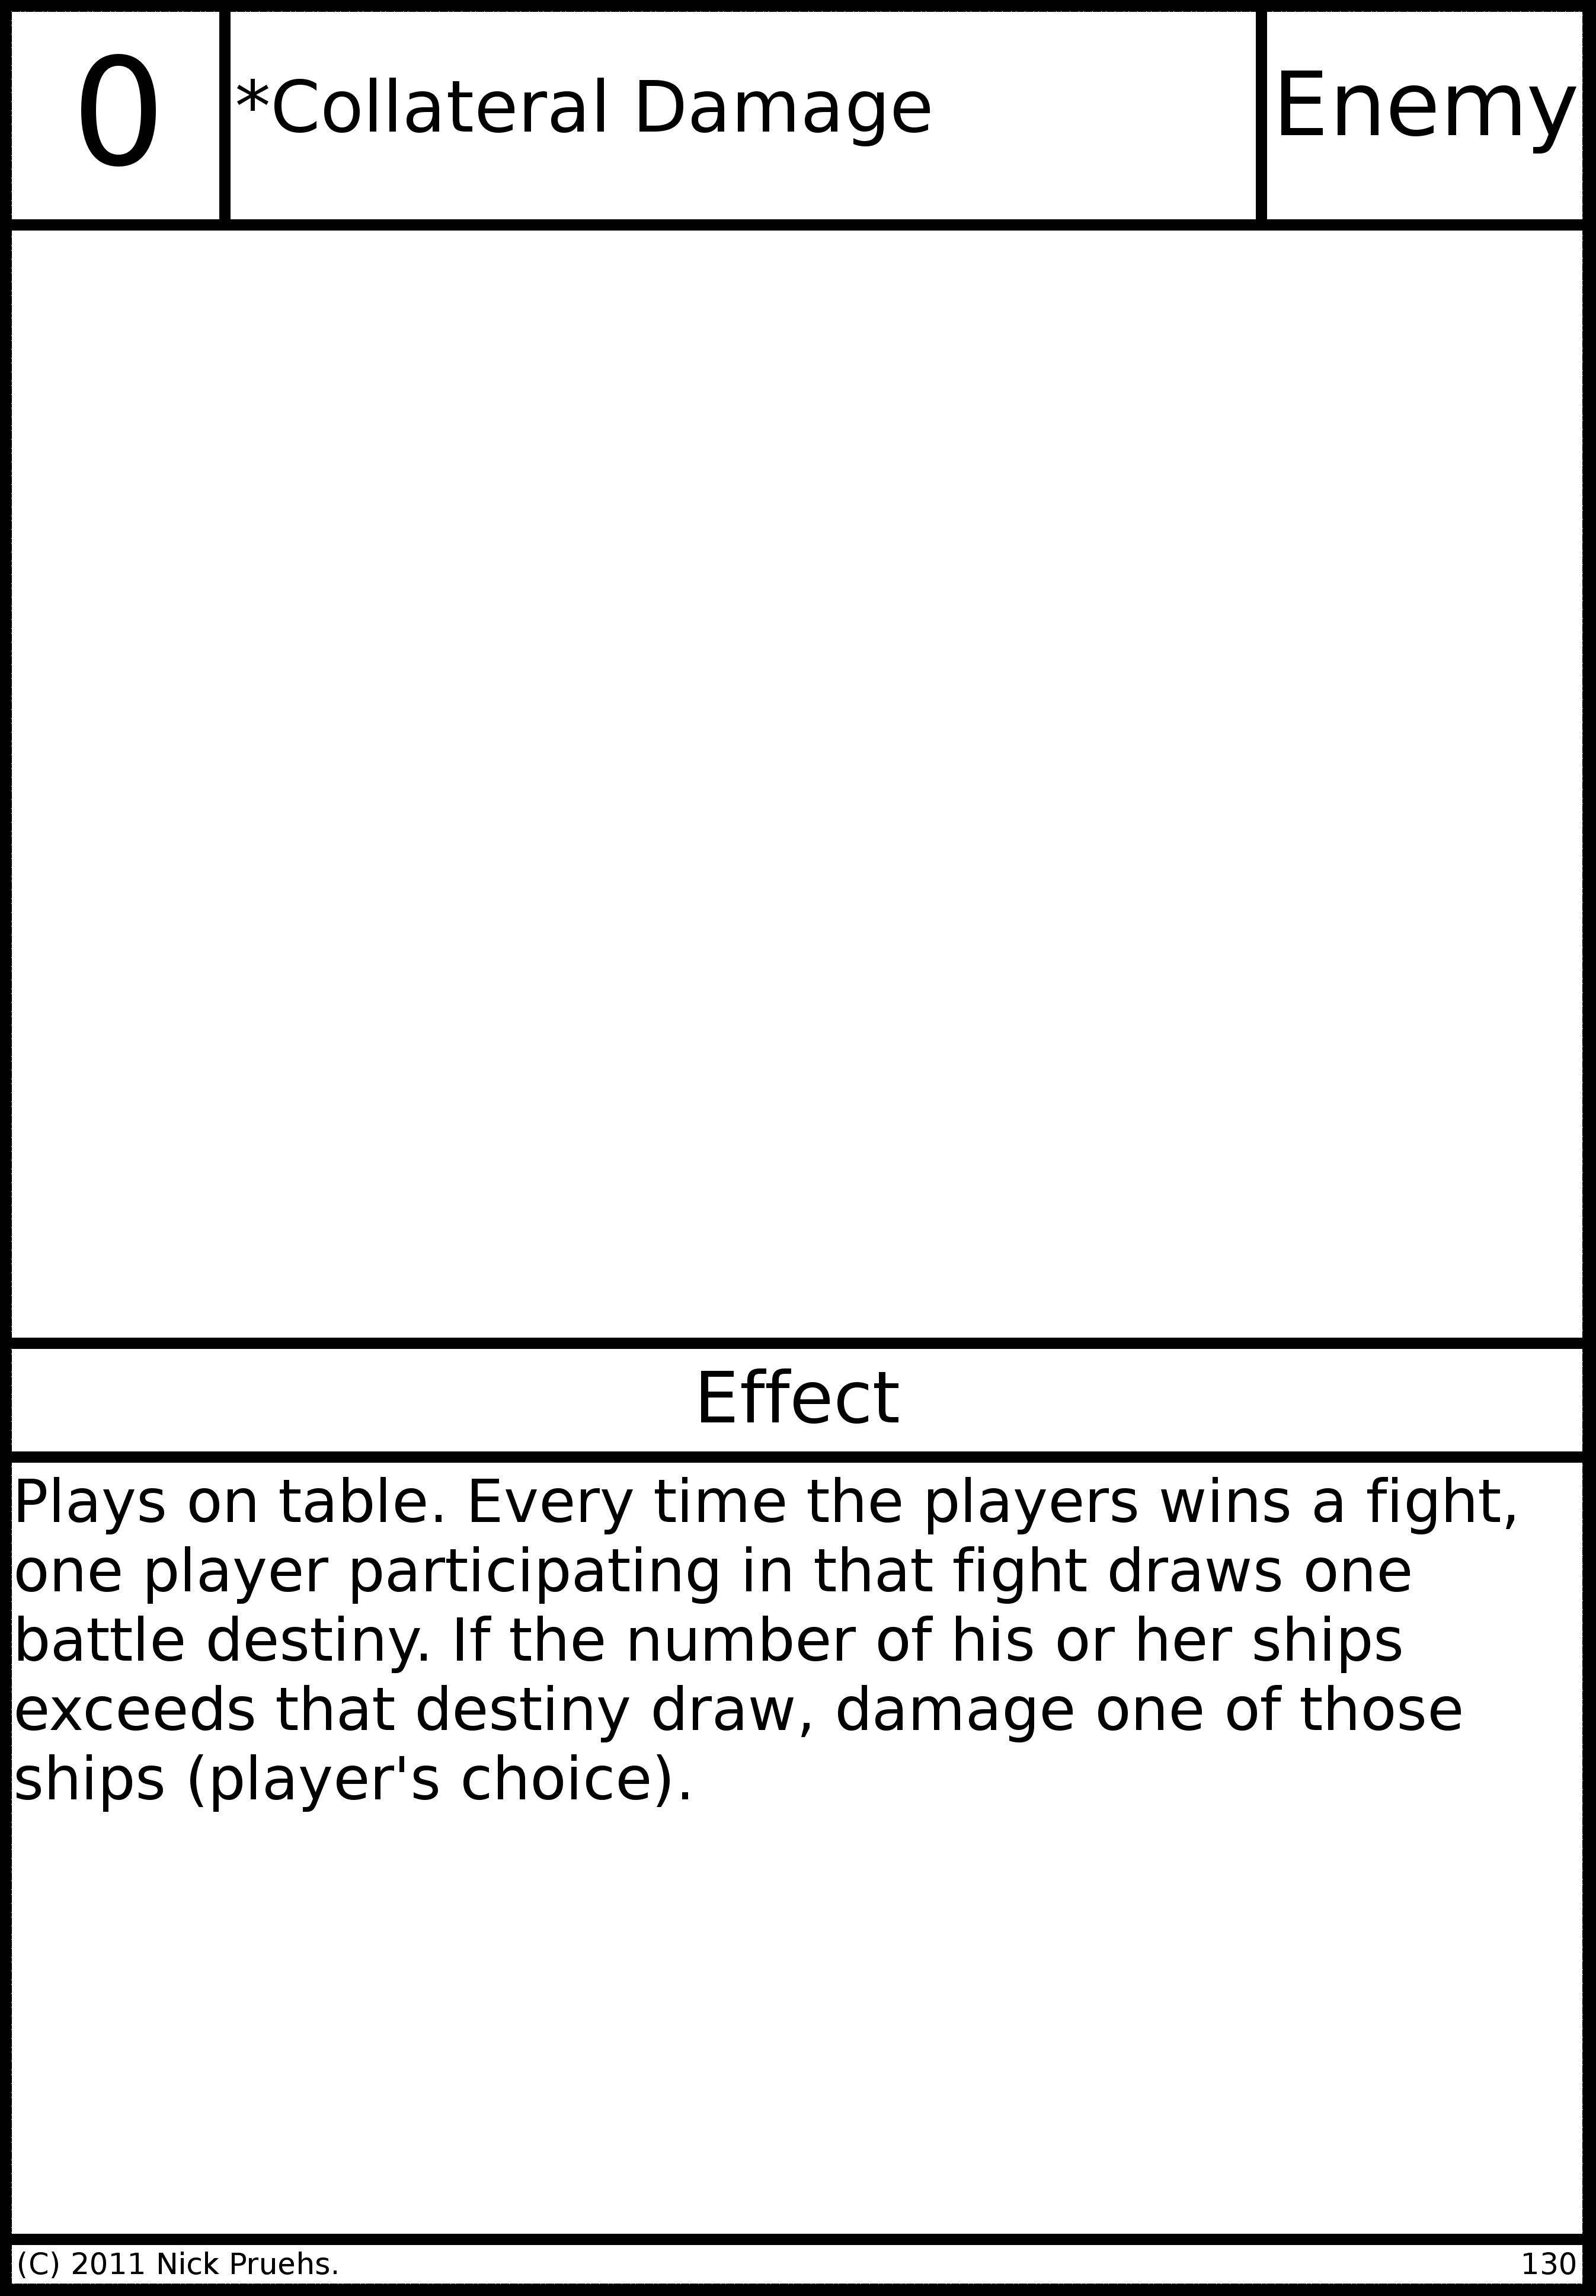 0
*Collateral Damage
Enemy
Effect
Plays on table. Every time the players wins a fight,
one player participating in that fight draws one
battle destiny. If the number of his or her ships
exceeds that destiny draw, damage one of those
ships (player's choice).
(C) 2011 Nick Pruehs.
130